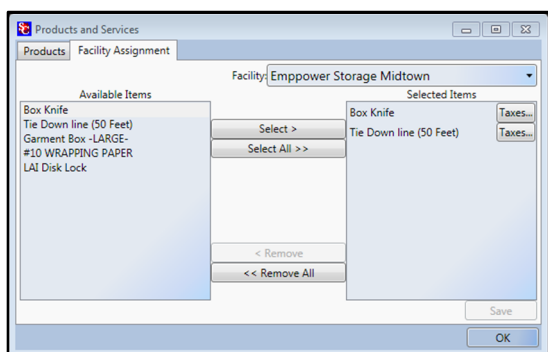 Products and Services
Products Facility Assignment
Facility: Emppower Storage Midtown
Available Items
Selected Items
Box Knife
Tie Down line (50 Feet)
Garment Box -LARGE-
#10 WRAPPING PAPER
LAI Disk Lock
Select >
Select All >>
< Remove
<< Remove All
Box Knife Taxes...
Tie Down line (50 Feet) Taxes...
Save
OK